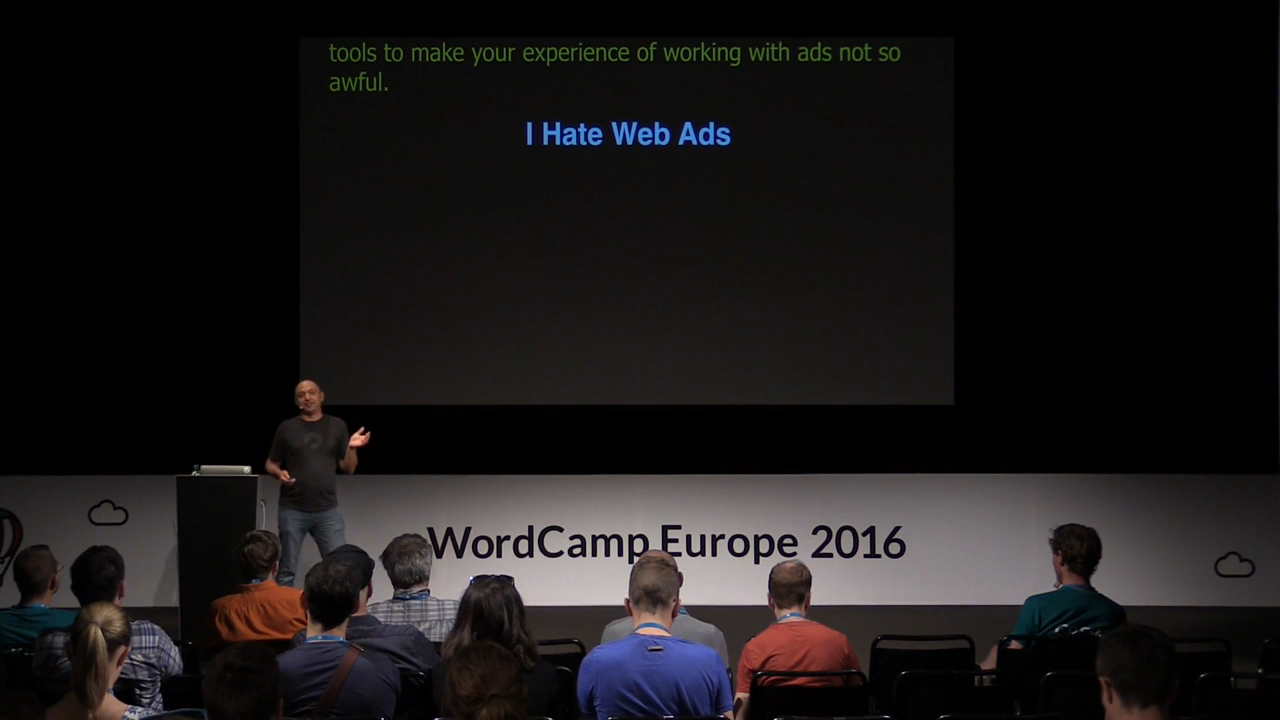 tools to make your experience of working with ads not so
awful.
I Hate Web Ads
WordCamp Europe 2016